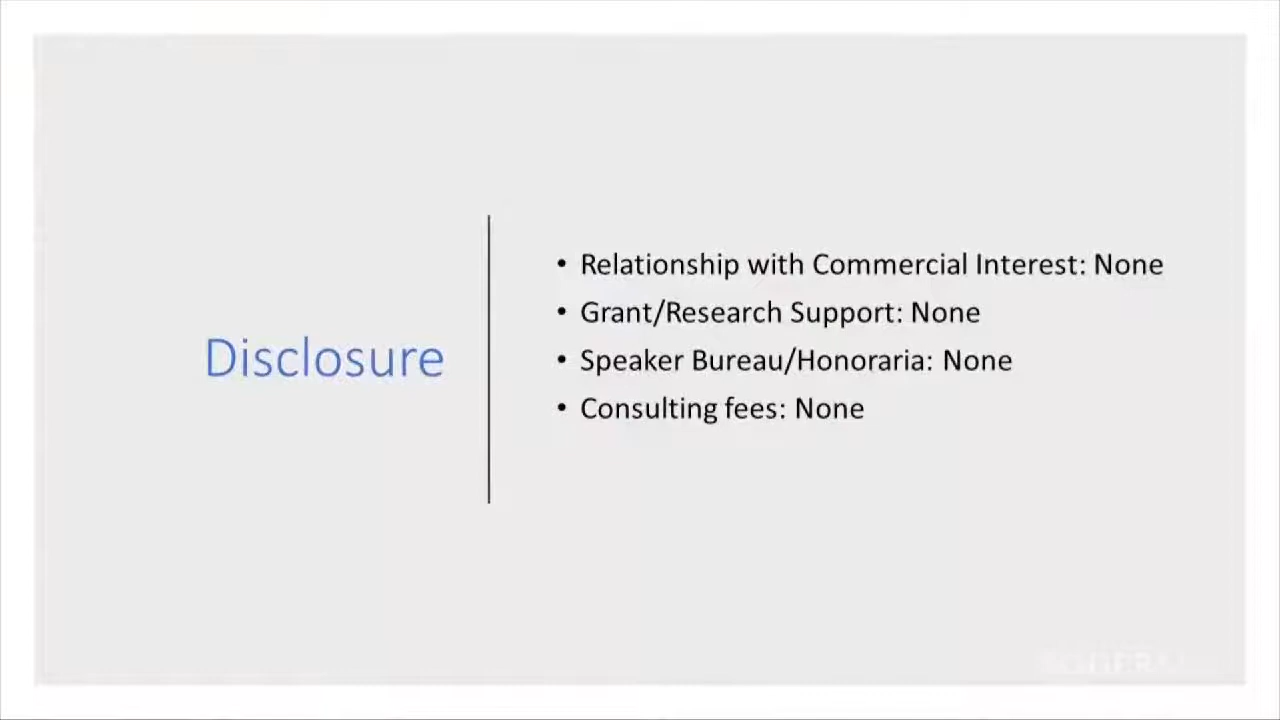 Disclosure
• Relationship with Commercial Interest: None
• Grant/Research Support: None
• Speaker Bureau/Honoraria: None
• Consulting fees: None